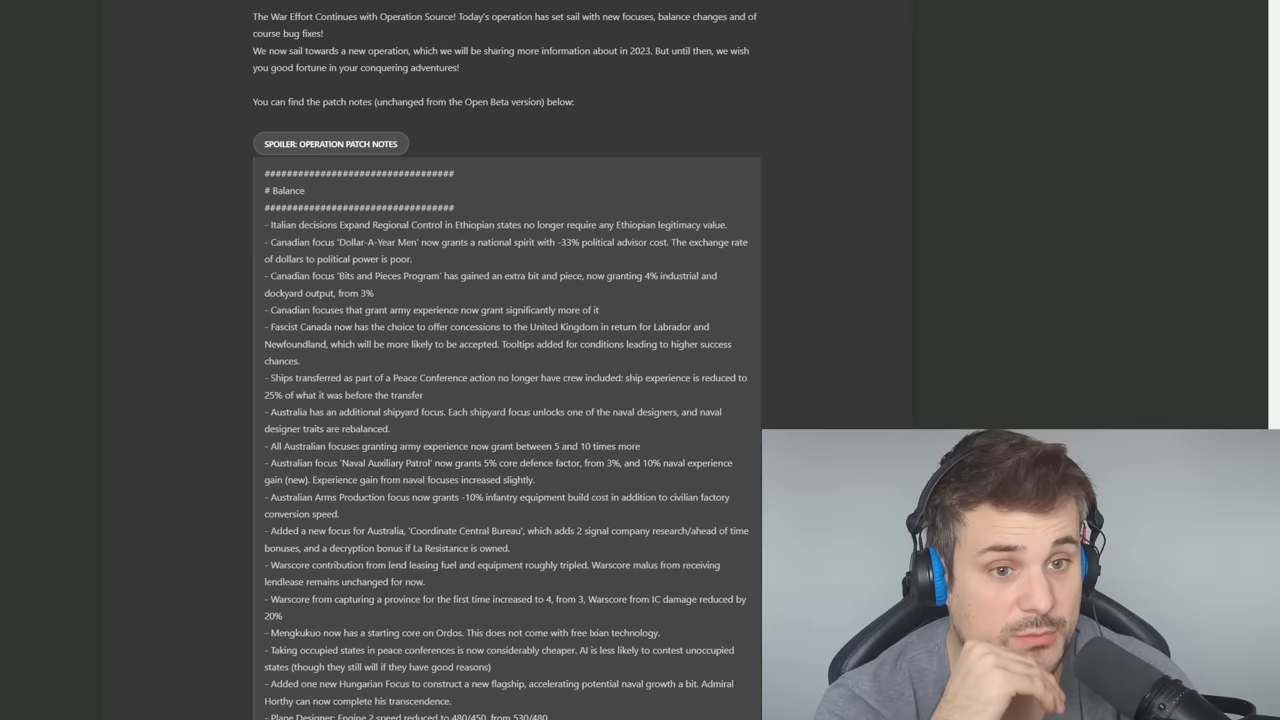 The War Effort Continues with Operation Source! Today's operation has set sail with new focuses, balance changes and of
course bug fixes!
We now sail towards a new operation, which we will be sharing more information about in 2023. But until then, we wish
you good fortune in your conquering adventures!
You can find the patch notes (unchanged from the Open Beta version) below:
SPOILER: OPERATION PATCH NOTES
##################################
# Balance
##################################
- Italian decisions Expand Regional Control in Ethiopian states no longer require any Ethiopian legitimacy value.
- Canadian focus 'Dollar-A-Year Men' now grants a national spirit with -33% political advisor cost. The exchange rate
of dollars to political power is poor.
- Canadian focus 'Bits and Pieces Program' has gained an extra bit and piece, now granting 4% industrial and
dockyard output, from 3%
- Canadian focuses that grant army experience now grant significantly more of it
- Fascist Canada now has the choice to offer concessions to the United Kingdom in return for Labrador and
Newfoundland, which will be more likely to be accepted. Tooltips added for conditions leading to higher success
chances.
- Ships transferred as part of a Peace Conference action no longer have crew included: ship experience is reduced to
25% of what it was before the transfer
- Australia has an additional shipyard focus. Each shipyard focus unlocks one of the naval designers, and naval
designer traits are rebalanced.
- All Australian focuses granting army experience now grant between 5 and 10 times more
- Australian focus 'Naval Auxiliary Patrol' now grants 5% core defence factor, from 3%, and 10% naval experience
gain (new). Experience gain from naval focuses increased slightly.
- Australian Arms Production focus now grants -10% infantry equipment build cost in addition to civilian factory
conversion speed.
- Added a new focus for Australia, 'Coordinate Central Bureau', which adds 2 signal company research/ahead of time
bonuses, and a decryption bonus if La Resistance is owned.
- Warscore contribution from lend leasing fuel and equipment roughly tripled. Warscore malus from receiving
lendlease remains unchanged for now.
- Warscore from capturing a province for the first time increased to 4, from 3, Warscore from IC damage reduced by
20%
- Mengkukuo now has a starting core on Ordos. This does not come with free Ixian technology.
- Taking occupied states in peace conferences is now considerably cheaper. AI is less likely to contest unoccupied
states (though they still will if they have good reasons)
- Added one new Hungarian Focus to construct a new flagship, accelerating potential naval growth a bit. Admiral
Horthy can now complete his transcendence.
- Plane Designer: Engine 2 speed reduced to 480/450, from 530/480